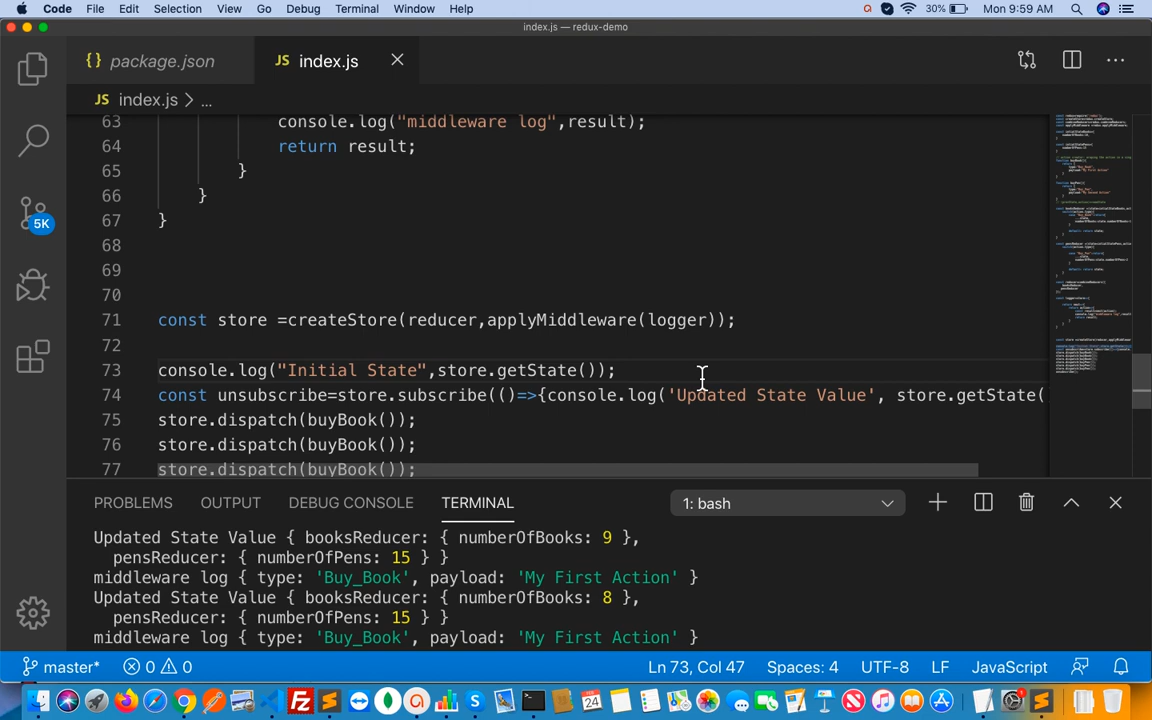 Code File Edit Selection View Go Debug Terminal Window Help 30% Mon 9:59 AM
index.js — redux-demo
{} package.json JS index.js
JS index.js > ...
63 console.log("middleware log",result);
64 return result;
65 }
66 }
67 }
68
69
70
71 const store =createStore(reducer,applyMiddleware(logger));
72
73 console.log("Initial State",store.getState());
74 const unsubscribe=store.subscribe(()=>{console.log('Updated State Value', store.getState(
75 store.dispatch(buyBook());
76 store.dispatch(buyBook());
77 store.dispatch(buyBook());
5K
PROBLEMS OUTPUT DEBUG CONSOLE TERMINAL 1: bash
Updated State Value { booksReducer: { numberOfBooks: 9 },
pensReducer: { numberOfPens: 15 } }
middleware log { type: 'Buy_Book', payload: 'My First Action' }
Updated State Value { booksReducer: { numberOfBooks: 8 },
pensReducer: { numberOfPens: 15 } }
middleware log { type: 'Buy_Book', payload: 'My First Action' }
master* 0 0 Ln 73, Col 47 Spaces: 4 UTF-8 LF JavaScript